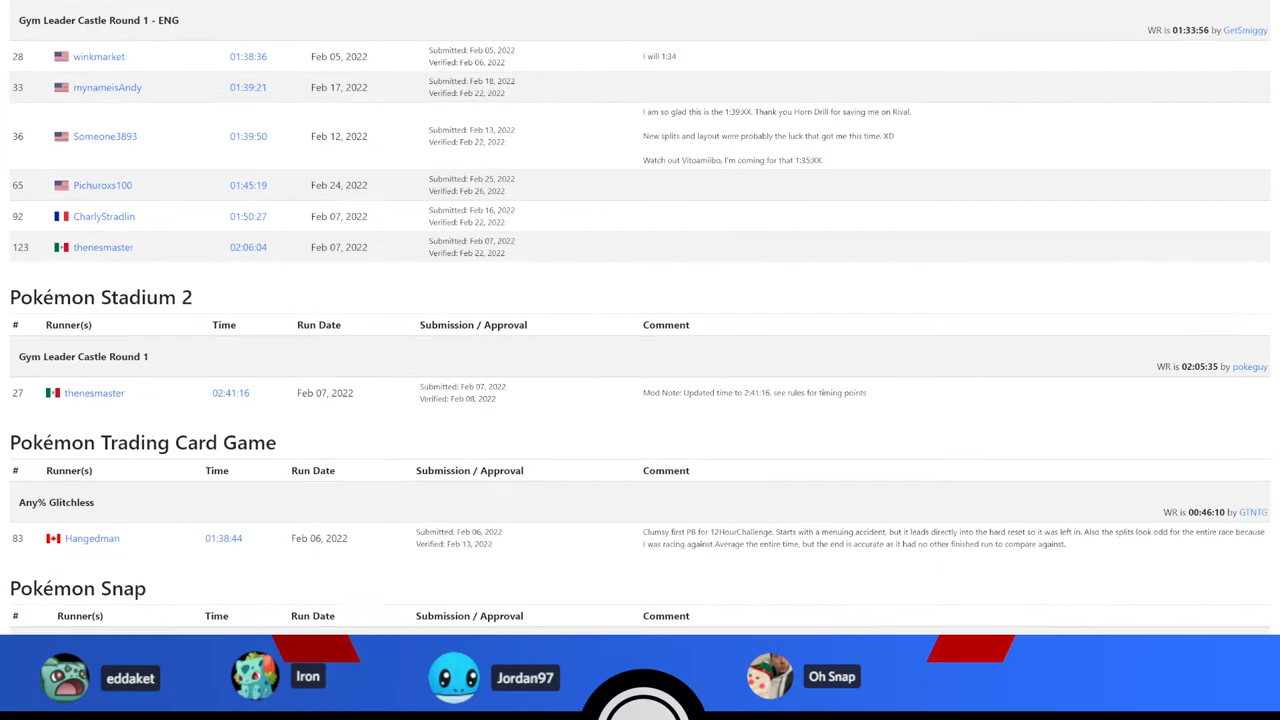 Gym Leader Castle Round 1 - ENG
WR is 01:33:56 by GetSmiggy
28 winkmarket 01:38:36 Feb 05, 2022 Submitted: Feb 05, 2022 I will 1:34
Verified: Feb 06, 2022
33 mynameisAndy 01:39:21 Feb 17, 2022 Submitted: Feb 18, 2022
Verified: Feb 22, 2022
I am so glad this is the 1:39:XX. Thank you Horn Drill for saving me on Rival.
36 Someone3893 01:39:50 Feb 12, 2022 Submitted: Feb 13, 2022 New splits and layout were probably the luck that got me this time. XD
Verified: Feb 22, 2022
Watch out Vitoamiibo, I'm coming for that 1:35:XX.
65 Pichuroxs100 01:45:19 Feb 24, 2022 Submitted: Feb 25, 2022
Verified: Feb 26, 2022
92 CharlyStradlin 01:50:27 Feb 07, 2022 Submitted: Feb 16, 2022
Verified: Feb 22, 2022
123 thenesmaster 02:06:04 Feb 07, 2022 Submitted: Feb 07, 2022
Verified: Feb 22, 2022
Pokémon Stadium 2
# Runner(s) Time Run Date Submission / Approval Comment
Gym Leader Castle Round 1
WR is 02:05:35 by pokeguy
27 thenesmaster 02:41:16 Feb 07, 2022 Submitted: Feb 07, 2022 Mod Note: Updated time to 2:41:16, see rules for timing points
Verified: Feb 08, 2022
Pokémon Trading Card Game
# Runner(s) Time Run Date Submission / Approval Comment
Any% Glitchless
WR is 00:46:10 by GTNTG
83 Hangedman 01:38:44 Feb 06, 2022 Submitted: Feb 06, 2022 Clumsy first PB for 12HourChallenge. Starts with a menuing accident, but it leads directly into the hard reset so it was left in. Also the splits look odd for the entire race because
Verified: Feb 13, 2022 I was racing against Average the entire time, but the end is accurate as it had no other finished run to compare against.
Pokémon Snap
# Runner(s) Time Run Date Submission / Approval Comment
eddaket Iron Jordan97 Oh Snap